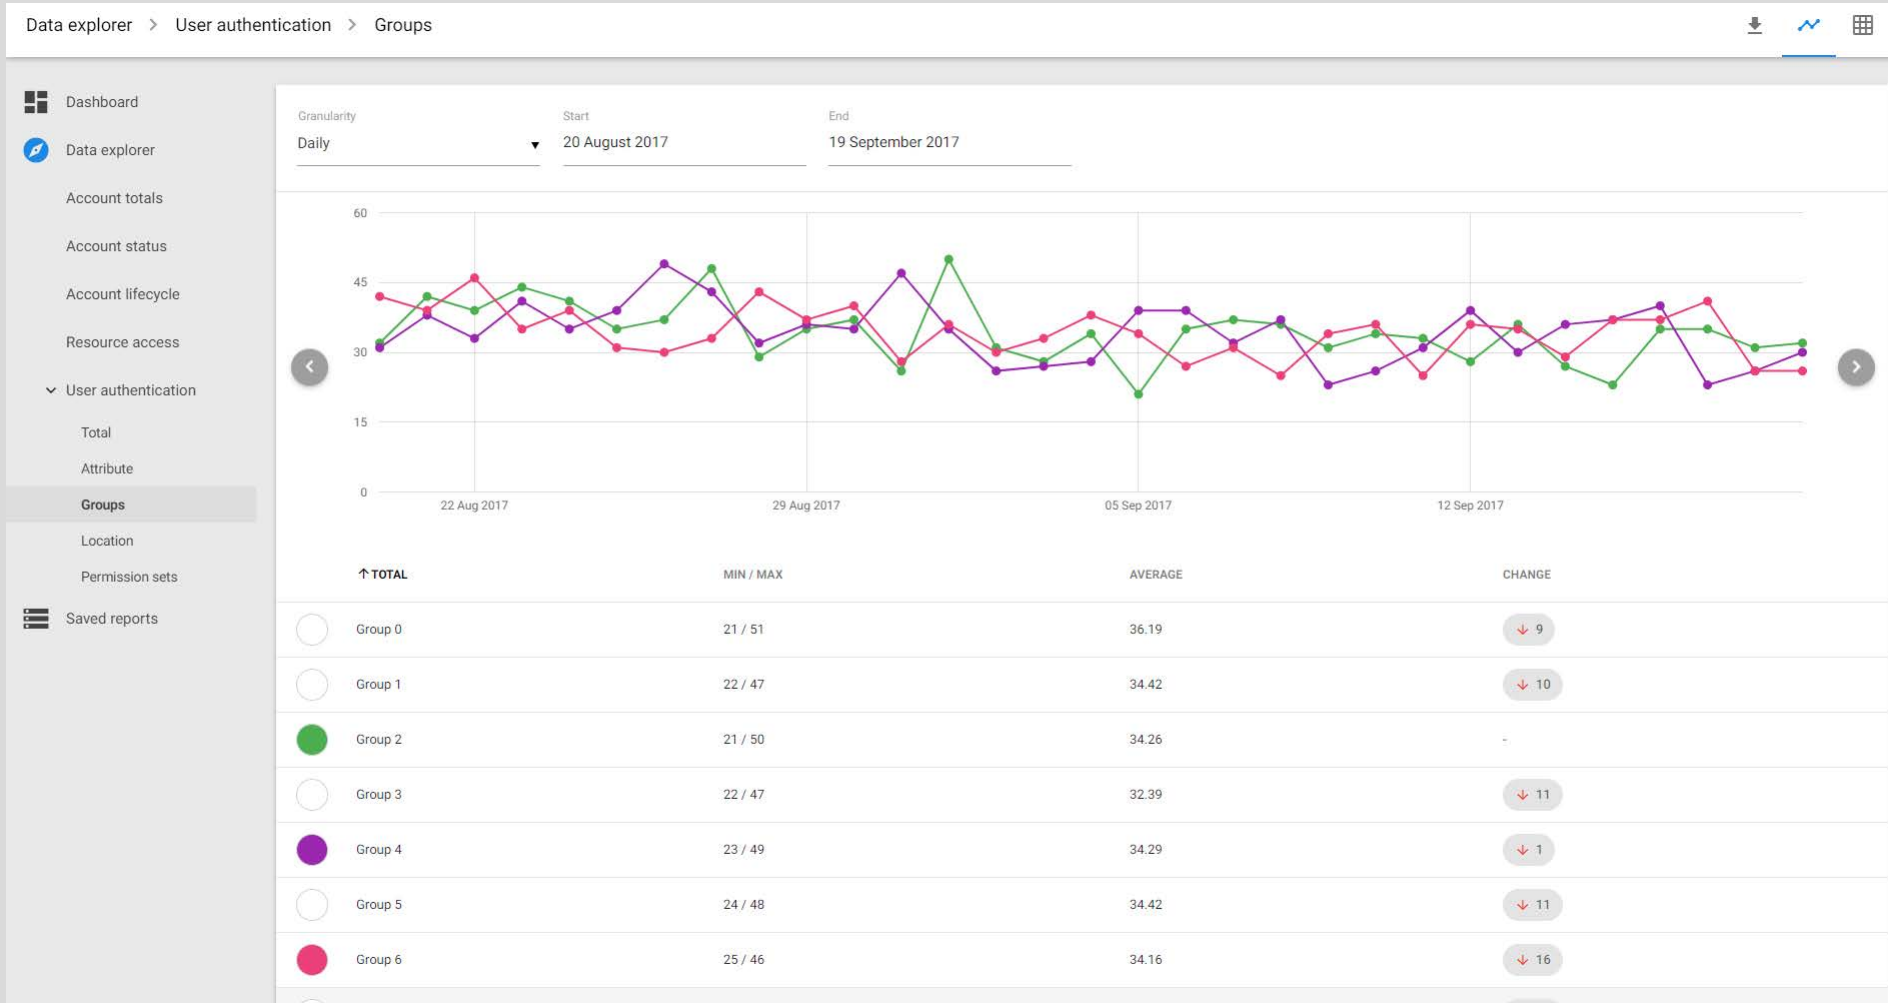 Data explorer > User authentication > Groups
Dashboard
Data explorer
Account totals
Account status
Account lifecycle
Resource access
User authentication
Total
Attribute
Groups
Location
Permission sets
Saved reports
Granularity Start End
Daily 20 August 2017 19 September 2017
60
45
30
15
0
22 Aug 2017 29 Aug 2017 05 Sep 2017 12 Sep 2017
↑ TOTAL MIN / MAX AVERAGE CHANGE
Group 0 21 / 51 36.19 ↓ 9
Group 1 22 / 47 34.42 ↓ 10
Group 2 21 / 50 34.26 -
Group 3 22 / 47 32.39 ↓ 11
Group 4 23 / 49 34.29 ↓ 1
Group 5 24 / 48 34.42 ↓ 11
Group 6 25 / 46 34.16 ↓ 16